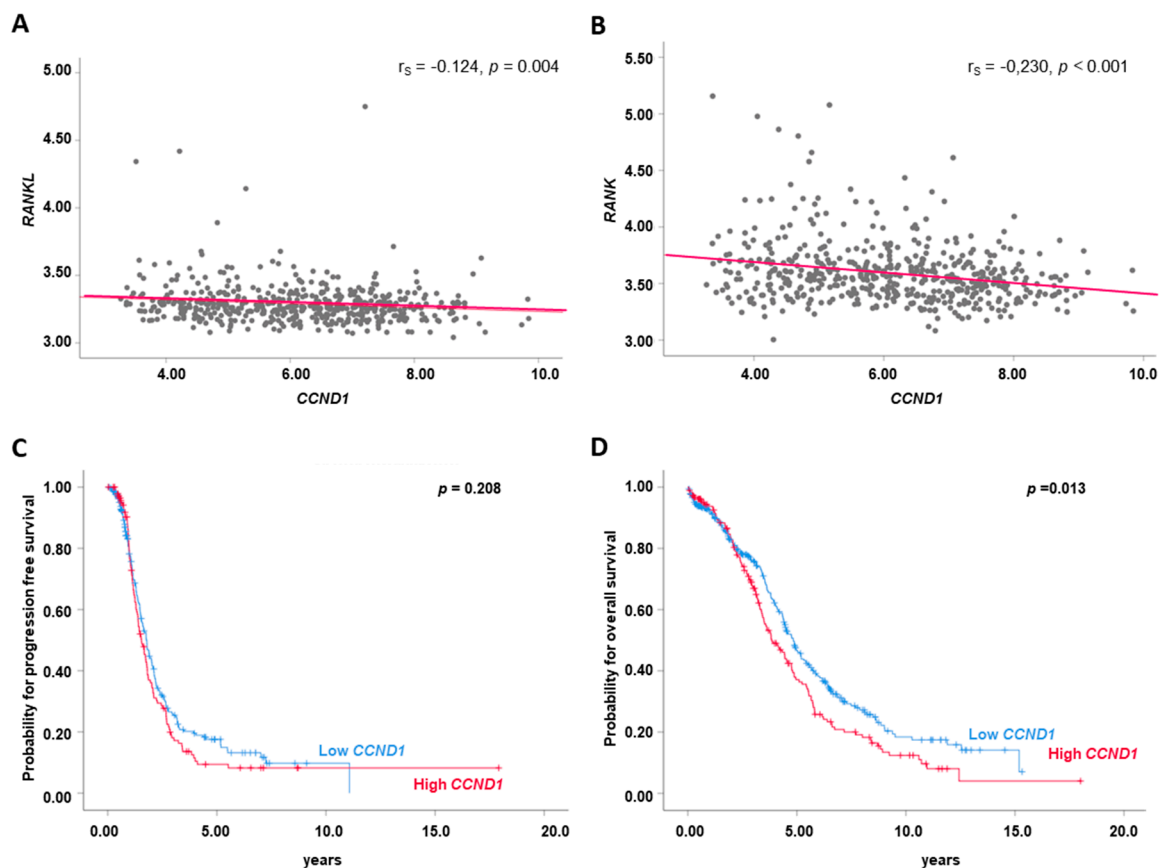 A
r_S = -0.124, p = 0.004
5.00
4.50
4.00
3.50
3.00
RANKL
4.00 6.00 8.00 10.0
CCND1
B
r_S = -0,230, p < 0.001
5.50
5.00
4.50
4.00
3.50
3.00
RANK
4.00 6.00 8.00 10.0
CCND1
C
p = 0.208
1.00
0.80
0.60
0.40
0.20
0.00
Probability for progression free survival
Low CCND1
High CCND1
0.00 5.00 10.0 15.0 20.0
years
D
p =0.013
1.00
0.80
0.60
0.40
0.20
0.00
Probability for overall survival
Low CCND1
High CCND1
0.00 5.00 10.0 15.0 20.0
years